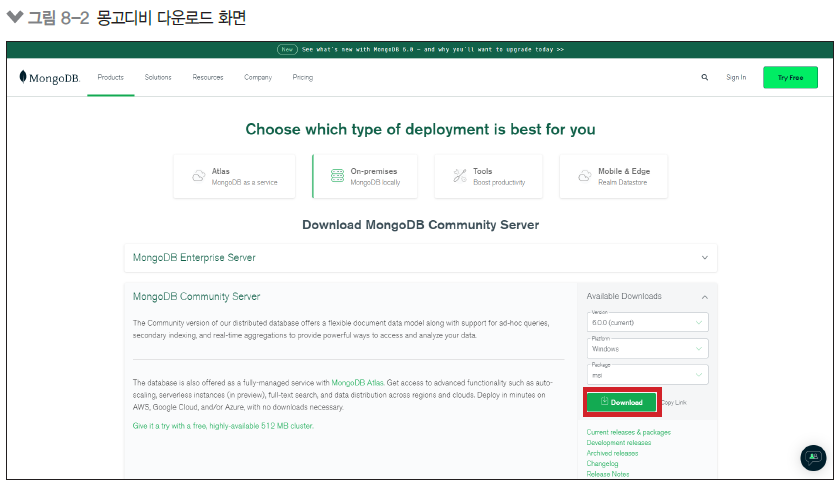 그림 8-2 몽고디비 다운로드 화면
New See what's new with MongoDB 6.0 — and why you'll want to upgrade today >>
MongoDB. Products Solutions Resources Company Pricing Sign In Try Free
Choose which type of deployment is best for you
Atlas
MongoDB as a service
On-premises
MongoDB locally
Tools
Boost productivity
Mobile & Edge
Realm Datastore
Download MongoDB Community Server
MongoDB Enterprise Server
MongoDB Community Server
The Community version of our distributed database offers a flexible document data model along with support for ad-hoc queries,
secondary indexing, and real-time aggregations to provide powerful ways to access and analyze your data.
The database is also offered as a fully-managed service with MongoDB Atlas. Get access to advanced functionality such as auto-
scaling, serverless instances (in preview), full-text search, and data distribution across regions and clouds. Deploy in minutes on
AWS, Google Cloud, and/or Azure, with no downloads necessary.
Give it a try with a free, highly-available 512 MB cluster.
Available Downloads
Version
6.0.0 (current)
Platform
Windows
Package
msi
Download Copy Link
Current releases & packages
Development releases
Archived releases
Changelog
Release Notes